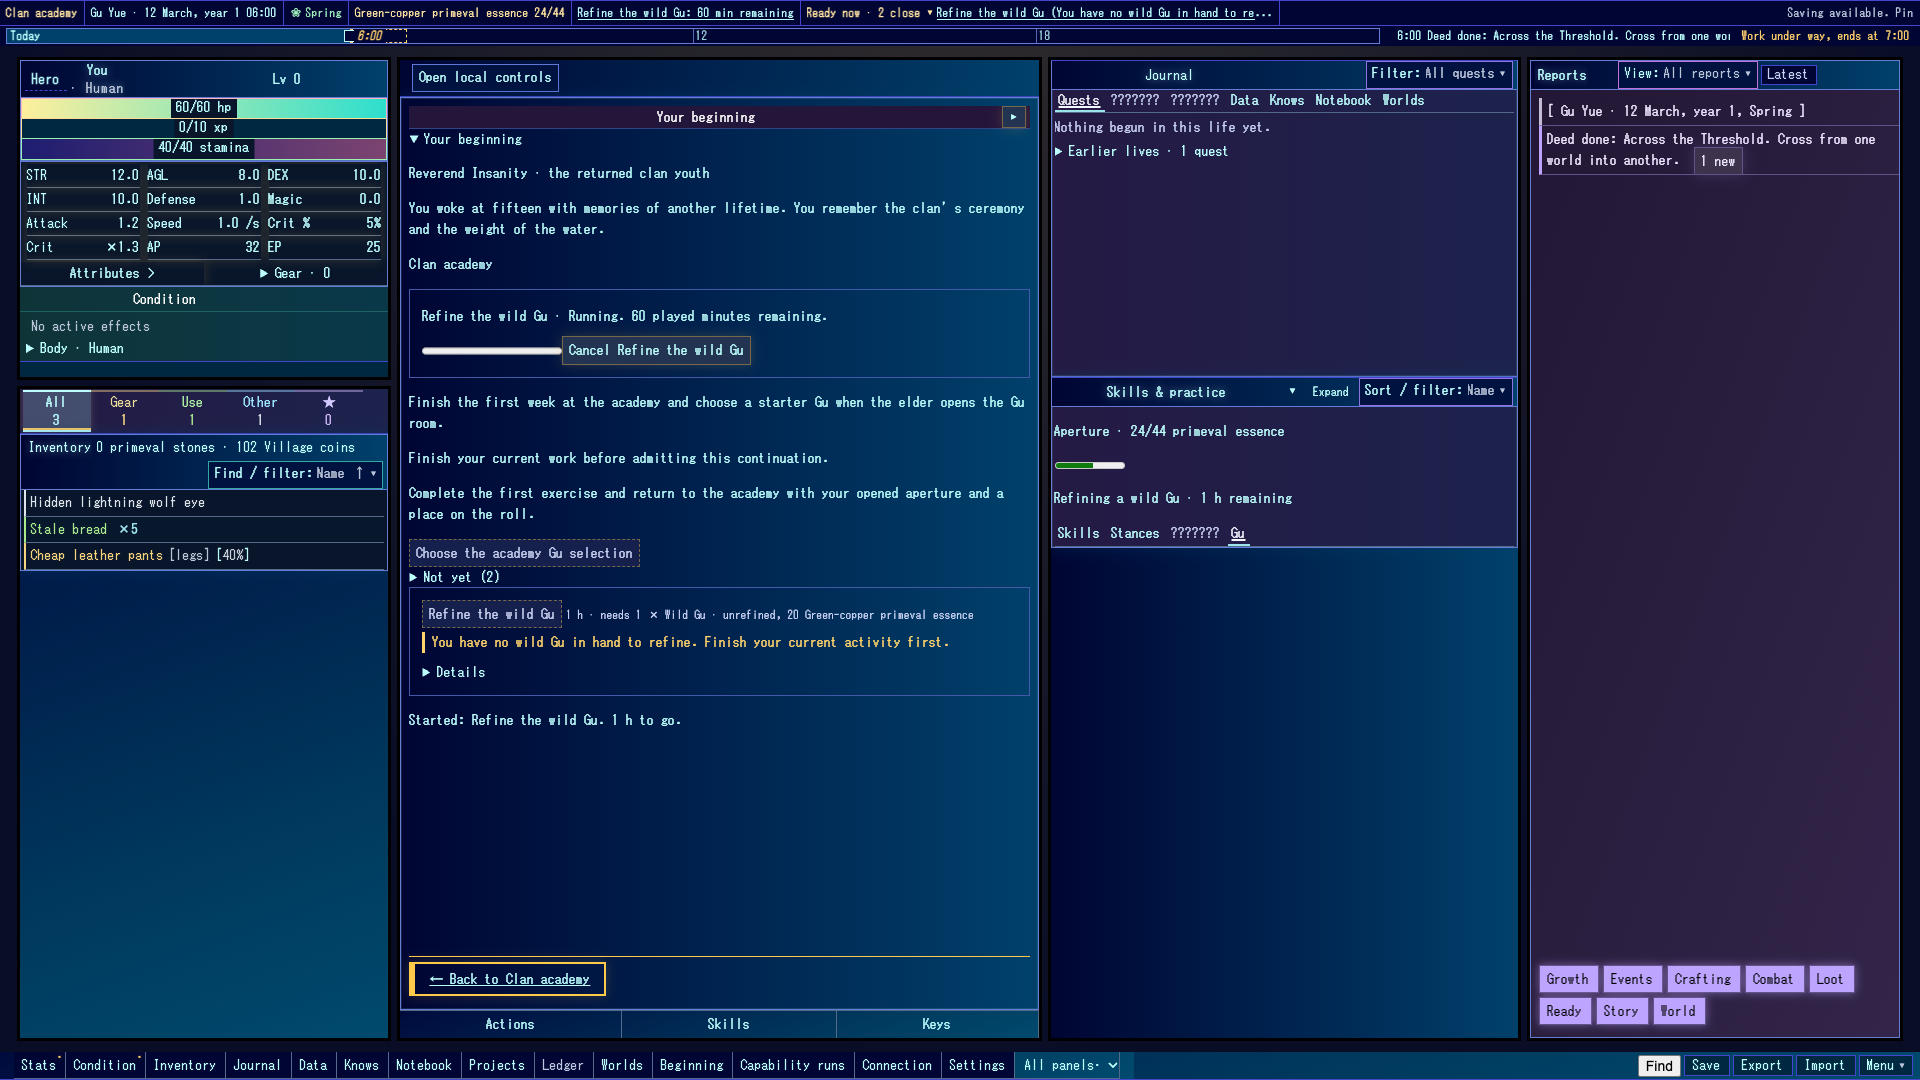 Clan academy
Gu Yue · 12 March, year 1 06:00
❀ Spring
Green-copper primeval essence 24/44
Refine the wild Gu: 60 min remaining
Ready now · 2 close ▾ Refine the wild Gu (You have no wild Gu in hand to re...
Saving available. Pin
Today
6:00
12
18
6:00 Deed done: Across the Threshold. Cross from one wor
Work under way, ends at 7:00
Hero · You Human
Lv 0
60/60 hp
0/10 xp
40/40 stamina
STR 12.0 AGL 8.0 DEX 10.0
INT 10.0 Defense 1.0 Magic 0.0
Attack 1.2 Speed 1.0 /s Crit % 5%
Crit ×1.3 AP 32 EP 25
Attributes >
▶ Gear · 0
Condition
No active effects
▶ Body · Human
All 3
Gear 1
Use 1
Other 1
★ 0
Inventory 0 primeval stones · 102 Village coins
Find / filter: Name ↑ ▾
Hidden lightning wolf eye
Stale bread ×5
Cheap leather pants [legs] [40%]
Open local controls
Your beginning
▶
▼ Your beginning
Reverend Insanity · the returned clan youth
You woke at fifteen with memories of another lifetime. You remember the clan's ceremony
and the weight of the water.
Clan academy
Refine the wild Gu · Running. 60 played minutes remaining.
Cancel Refine the wild Gu
Finish the first week at the academy and choose a starter Gu when the elder opens the Gu
room.
Finish your current work before admitting this continuation.
Complete the first exercise and return to the academy with your opened aperture and a
place on the roll.
Choose the academy Gu selection
▶ Not yet (2)
Refine the wild Gu 1 h · needs 1 × Wild Gu · unrefined, 20 Green-copper primeval essence
You have no wild Gu in hand to refine. Finish your current activity first.
▶ Details
Started: Refine the wild Gu. 1 h to go.
← Back to Clan academy
Actions
Skills
Keys
Journal
Filter: All quests ▾
Quests ??????? ??????? Data Knows Notebook Worlds
Nothing begun in this life yet.
▶ Earlier lives · 1 quest
Skills & practice
▾
Expand
Sort / filter: Name ▾
Aperture · 24/44 primeval essence
Refining a wild Gu · 1 h remaining
Skills Stances ??????? Gu
Reports
View: All reports ▾
Latest
[ Gu Yue · 12 March, year 1, Spring ]
Deed done: Across the Threshold. Cross from one
world into another. 1 new
Growth Events Crafting Combat Loot
Ready Story World
Stats Condition Inventory Journal Data Knows Notebook Projects Ledger Worlds Beginning Capability runs Connection Settings All panels·
Find Save Export Import Menu ▾